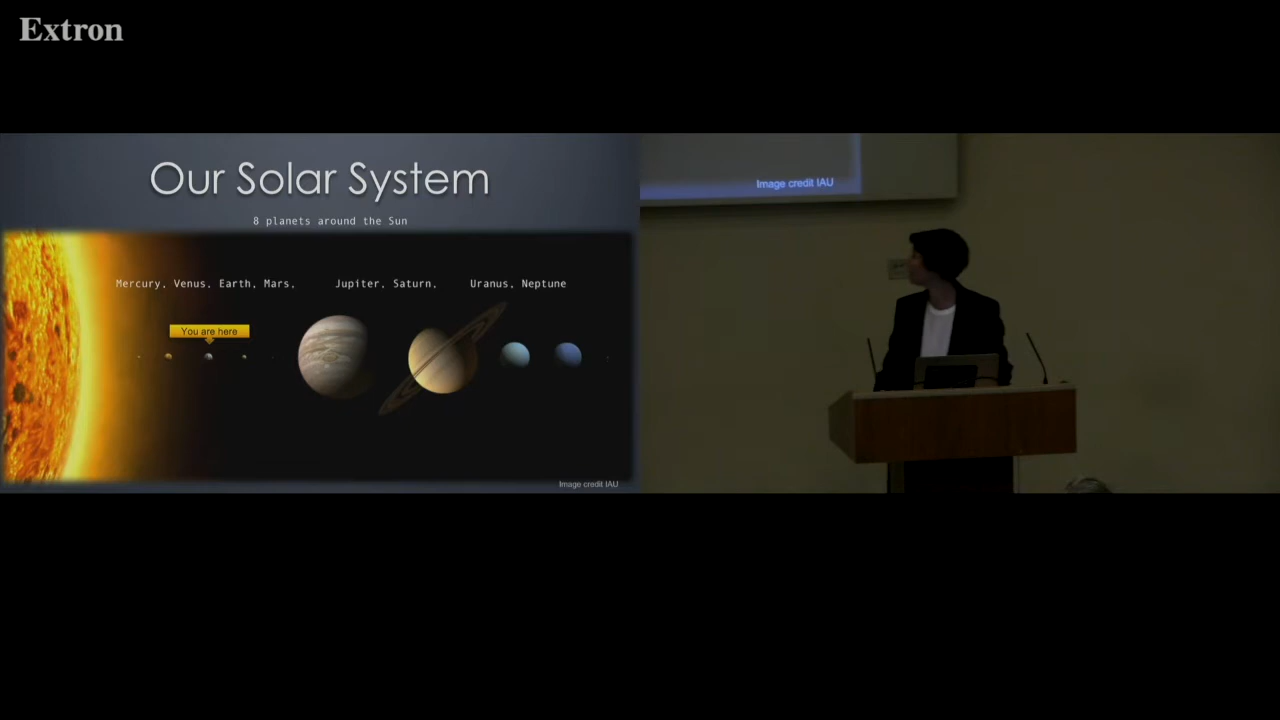 Extron
Our Solar System
8 planets around the Sun
Mercury, Venus, Earth, Mars, Jupiter, Saturn, Uranus, Neptune
You are here
Image credit IAU
Image credit IAU